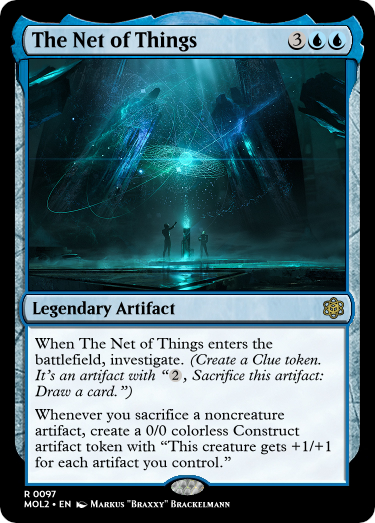 The Net of Things 3
Legendary Artifact
When The Net of Things enters the
battlefield, investigate. (Create a Clue token.
It's an artifact with “2, Sacrifice this artifact:
Draw a card.”)
Whenever you sacrifice a noncreature
artifact, create a 0/0 colorless Construct
artifact token with “This creature gets +1/+1
for each artifact you control.”
R 0097
MOL2 • EN Markus "Braxxy" Brackelmann